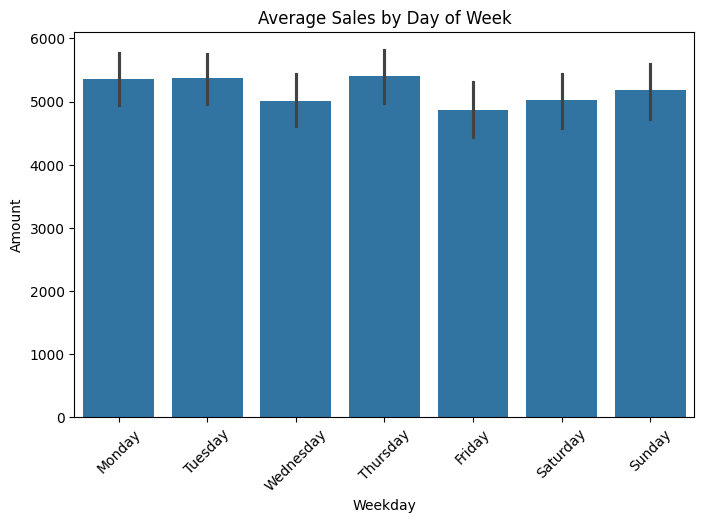 Average Sales by Day of Week
6000
5000
4000
3000
2000
1000
0
Amount
Monday
Tuesday
Wednesday
Thursday
Friday
Saturday
Sunday
Weekday